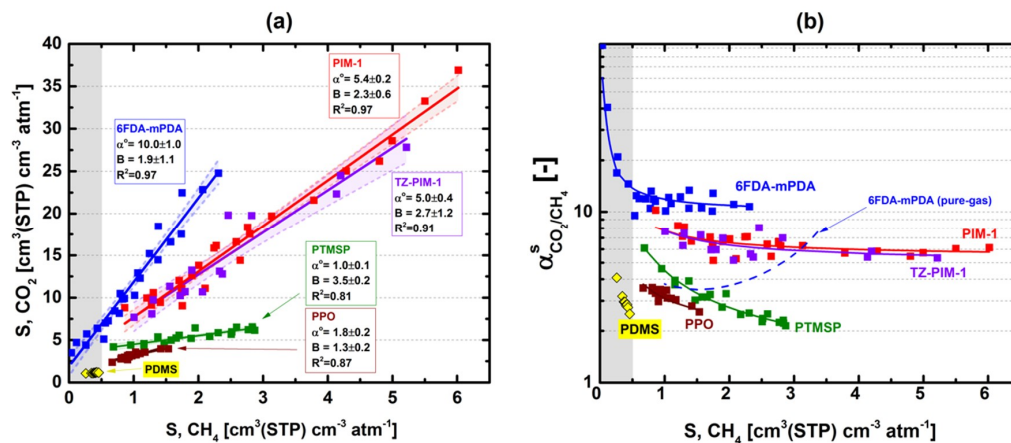 (a)
40
35
30
25
20
15
10
5
0
0
1
2
3
4
5
6
S, CO₂ [cm³(STP) cm⁻³ atm⁻¹]
S, CH₄ [cm³(STP) cm⁻³ atm⁻¹]
6FDA-mPDA
α°= 10.0±1.0
B = 1.9±1.1
R²=0.97
PIM-1
α°= 5.4±0.2
B = 2.3±0.6
R²=0.97
TZ-PIM-1
α°= 5.0±0.4
B = 2.7±1.2
R²=0.91
PTMSP
α°= 1.0±0.1
B = 3.5±0.2
R²=0.81
PPO
α°= 1.8±0.2
B = 1.3±0.2
R²=0.87
PDMS
(b)
10
1
0
1
2
3
4
5
6
αˢCO₂/CH₄ [-]
S, CH₄ [cm³(STP) cm⁻³ atm⁻¹]
6FDA-mPDA
6FDA-mPDA (pure-gas)
PIM-1
TZ-PIM-1
PTMSP
PPO
PDMS